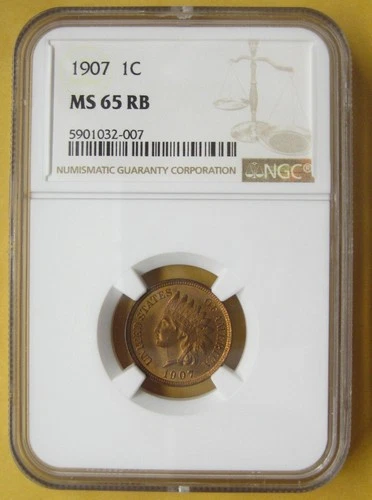 1907 1C
MS 65 RB
5901032-007
NUMISMATIC GUARANTY CORPORATION
NGC®
UNITED STATES OF AMERICA
1907